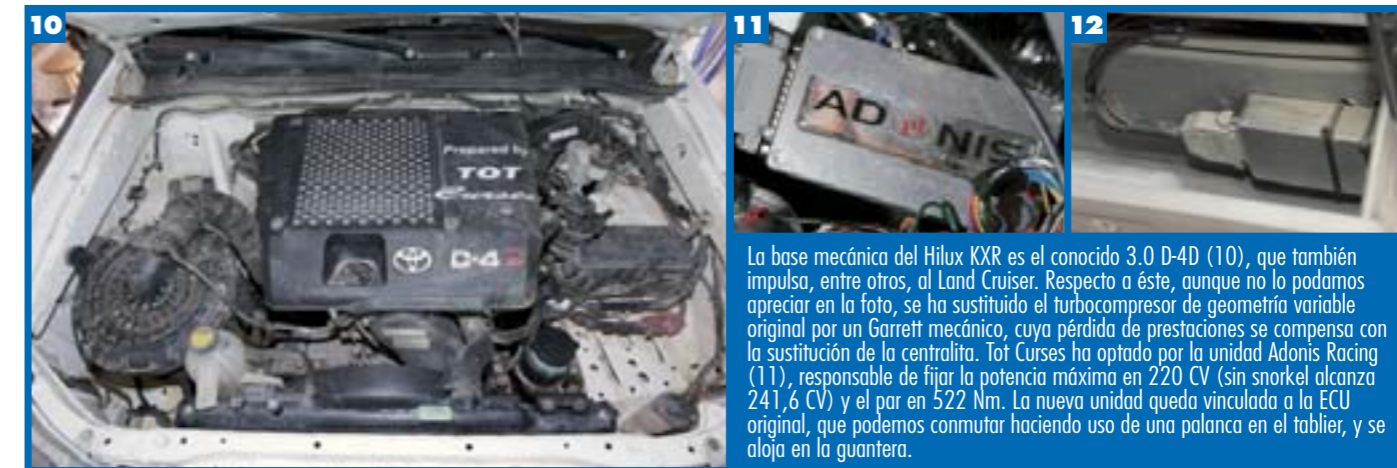 10
Prepared by
TOT
D-4
11
AD NIS
12
La base mecánica del Hilux KXR es el conocido 3.0 D-4D (10), que también
impulsa, entre otros, al Land Cruiser. Respecto a éste, aunque no lo podamos
apreciar en la foto, se ha sustituido el turbocompresor de geometría variable
original por un Garrett mecánico, cuya pérdida de prestaciones se compensa con
la sustitución de la centralita. Tot Curses ha optado por la unidad Adonis Racing
(11), responsable de fijar la potencia máxima en 220 CV (sin snorkel alcanza
241,6 CV) y el par en 522 Nm. La nueva unidad queda vinculada a la ECU
original, que podemos conmutar haciendo uso de una palanca en el tablier, y se
aloja en la guantera.